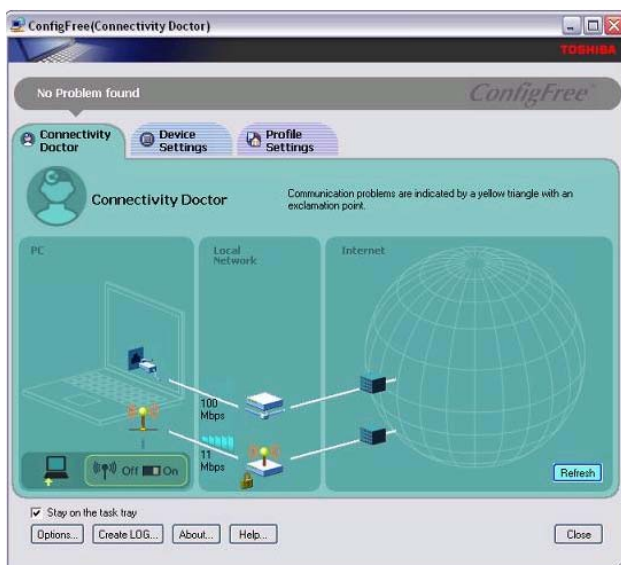 ConfigFree(Connectivity Doctor)
TOSHIBA
No Problem found
ConfigFree™
Connectivity
Doctor
Device
Settings
Profile
Settings
Connectivity Doctor
Communication problems are indicated by a yellow triangle with an
exclamation point.
PC
Local
Network
Internet
100
Mbps
11
Mbps
Off On
Refresh
Stay on the task tray
Options...
Create LOG...
About...
Help...
Close